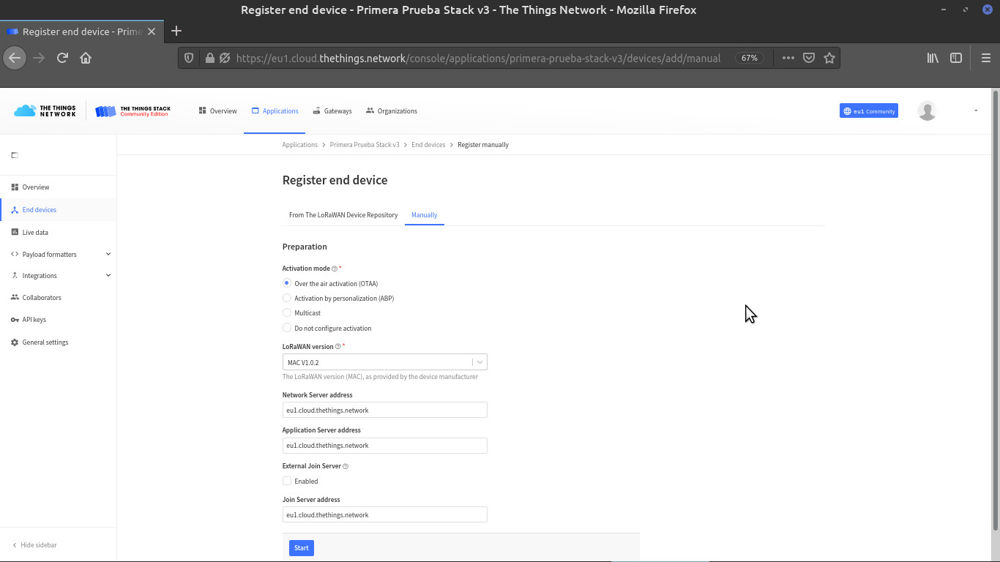 Register end device - Primera Prueba Stack v3 - The Things Network - Mozilla Firefox
Register end device - Prime
https://eu1.cloud.thethings.network/console/applications/primera-prueba-stack-v3/devices/add/manual
67%
THE THINGS
NETWORK
THE THINGS STACK
Community Edition
Overview
Applications
Gateways
Organizations
eu1 Community
Applications > Primera Prueba Stack v3 > End devices > Register manually
Overview
End devices
Live data
Payload formatters
Integrations
Collaborators
API keys
General settings
Hide sidebar
Register end device
From The LoRaWAN Device Repository
Manually
Preparation
Activation mode *
Over the air activation (OTAA)
Activation by personalization (ABP)
Multicast
Do not configure activation
LoRaWAN version *
MAC V1.0.2
The LoRaWAN version (MAC), as provided by the device manufacturer
Network Server address
eu1.cloud.thethings.network
Application Server address
eu1.cloud.thethings.network
External Join Server
Enabled
Join Server address
eu1.cloud.thethings.network
Start